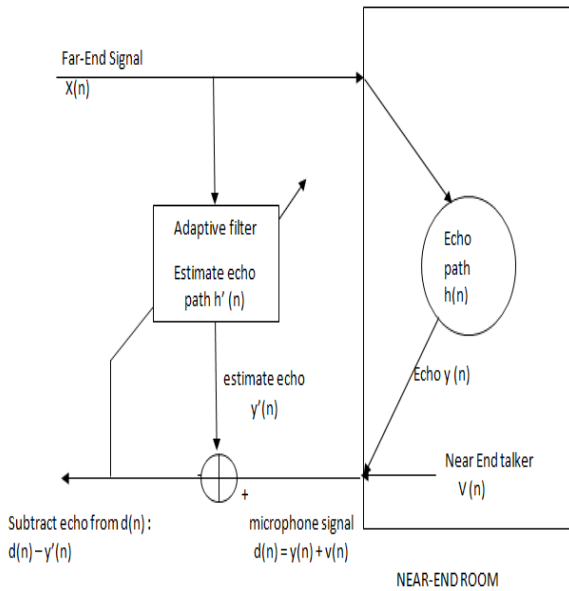 Far-End Signal
X(n)
Adaptive filter
Estimate echo
path h' (n)
Echo
path
h(n)
estimate echo
y'(n)
Echo y (n)
Near End talker
V (n)
-
+
Subtract echo from d(n) :
d(n) – y'(n)
microphone signal
d(n) = y(n) + v(n)
NEAR-END ROOM